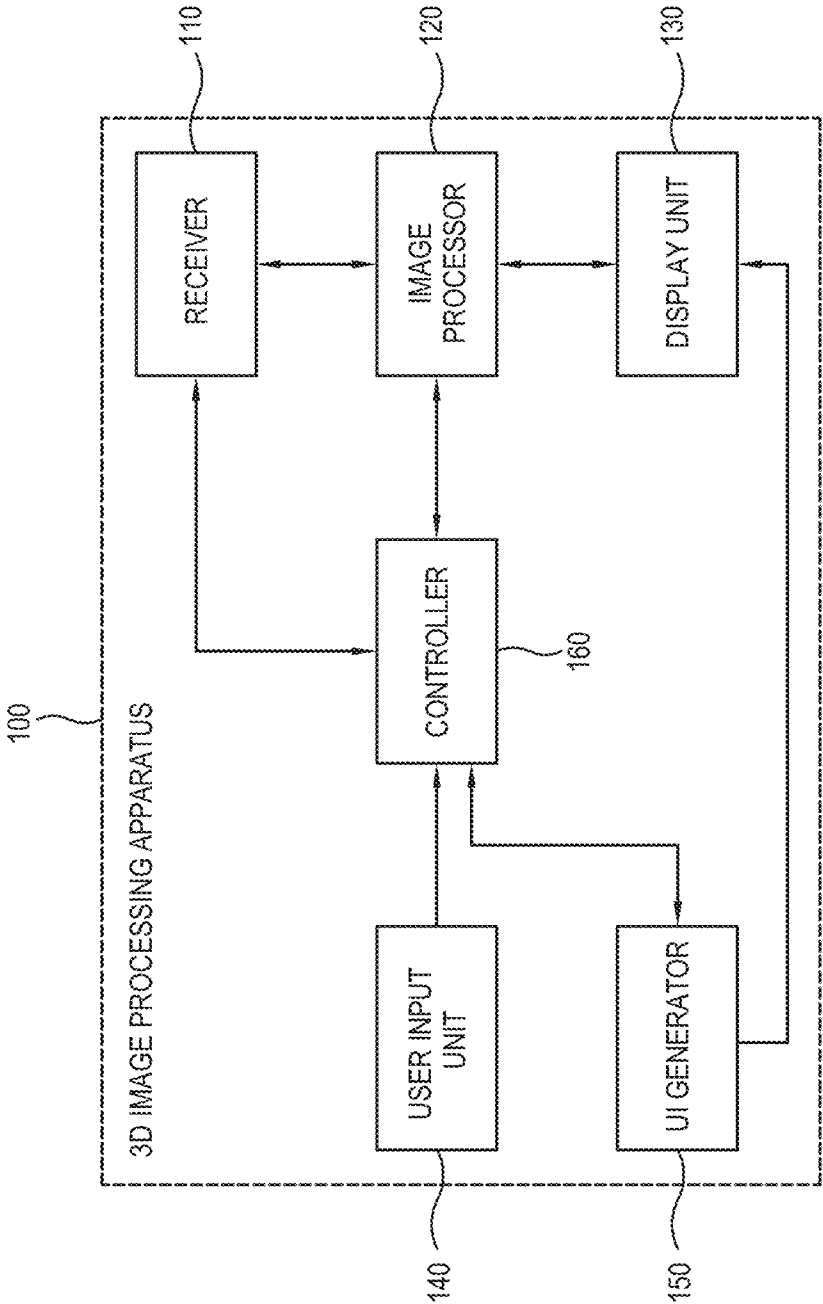 100
3D IMAGE PROCESSING APPARATUS
110
RECEIVER
140
USER INPUT
UNIT
CONTROLLER
160
IMAGE
PROCESSOR
120
150
UI GENERATOR
DISPLAY UNIT
130